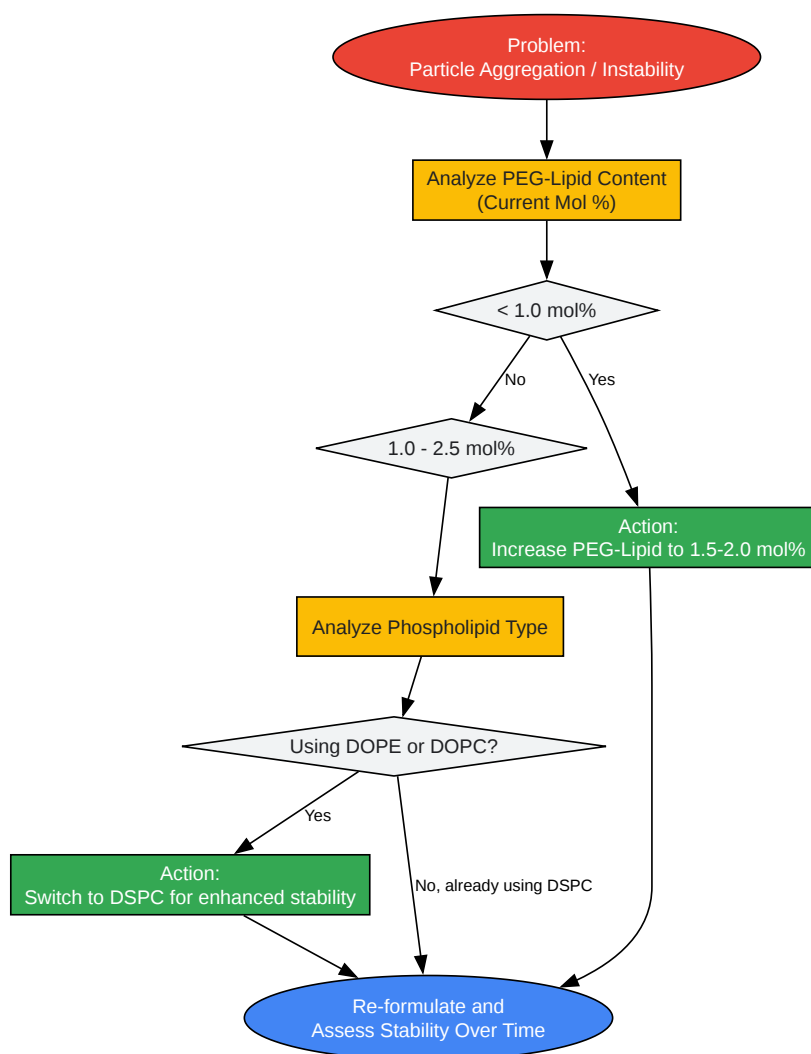 Problem:
Particle Aggregation / Instability
Analyze PEG-Lipid Content
(Current Mol %)
< 1.0 mol%
No
Yes
1.0 - 2.5 mol%
Action:
Increase PEG-Lipid to 1.5-2.0 mol%
Analyze Phospholipid Type
Using DOPE or DOPC?
Yes
Action:
Switch to DSPC for enhanced stability
No, already using DSPC
Re-formulate and
Assess Stability Over Time